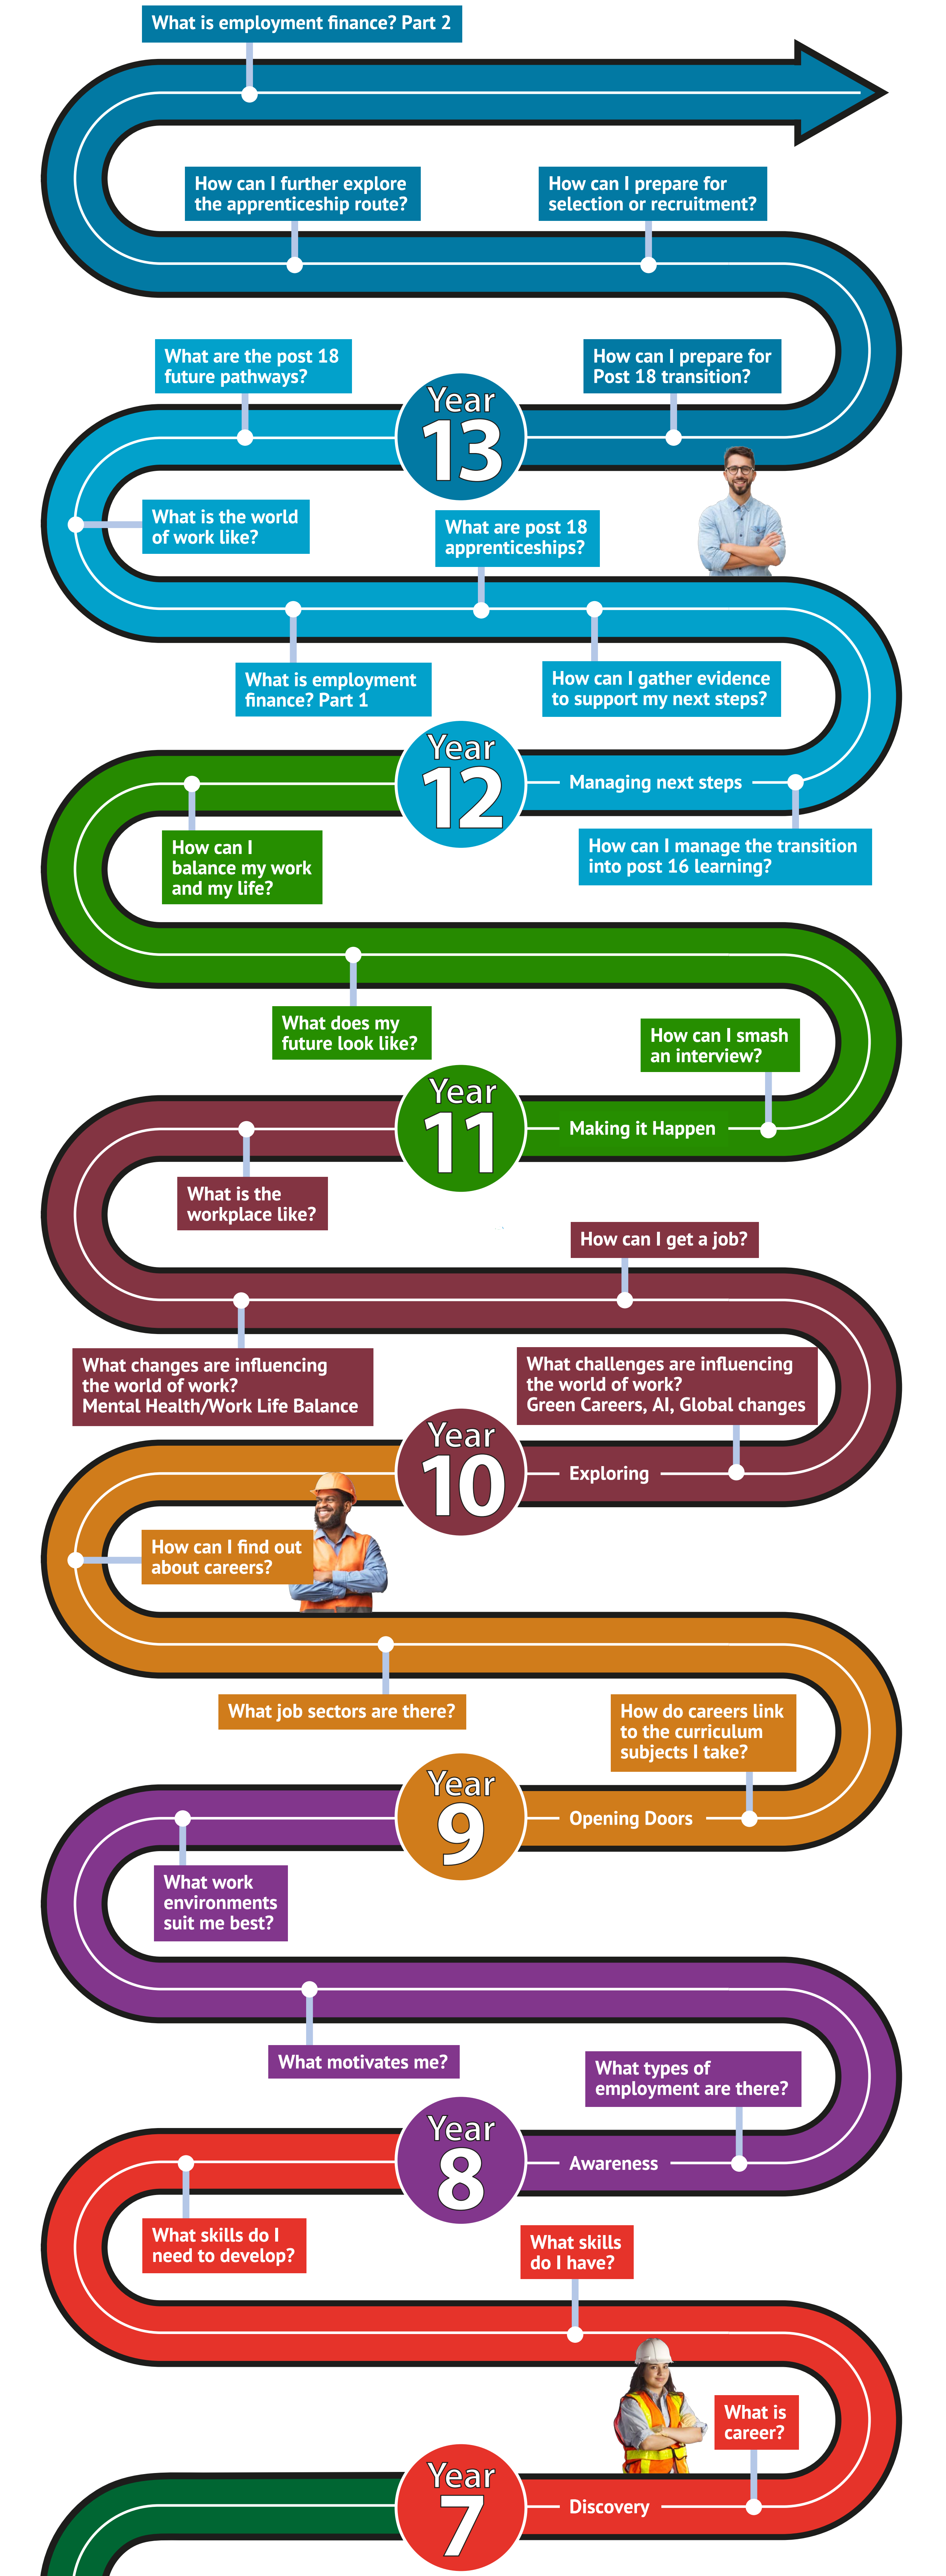 What is employment finance? Part 2
How can I further explore
the apprenticeship route?
How can I prepare for
selection or recruitment?
What are the post 18
future pathways?
Year
13
How can I prepare for
Post 18 transition?
What is the world
of work like?
What are post 18
apprenticeships?
What is employment
finance? Part 1
How can I gather evidence
to support my next steps?
Year
12
Managing next steps
How can I
balance my work
and my life?
How can I manage the transition
into post 16 learning?
What does my
future look like?
How can I smash
an interview?
Year
11
Making it Happen
What is the
workplace like?
How can I get a job?
What changes are influencing
the world of work?
Mental Health/Work Life Balance
What challenges are influencing
the world of work?
Green Careers, AI, Global changes
Year
10
Exploring
How can I find out
about careers?
What job sectors are there?
How do careers link
to the curriculum
subjects I take?
Year
9
Opening Doors
What work
environments
suit me best?
What motivates me?
What types of
employment are there?
Year
8
Awareness
What skills do I
need to develop?
What skills
do I have?
What is
career?
Year
7
Discovery